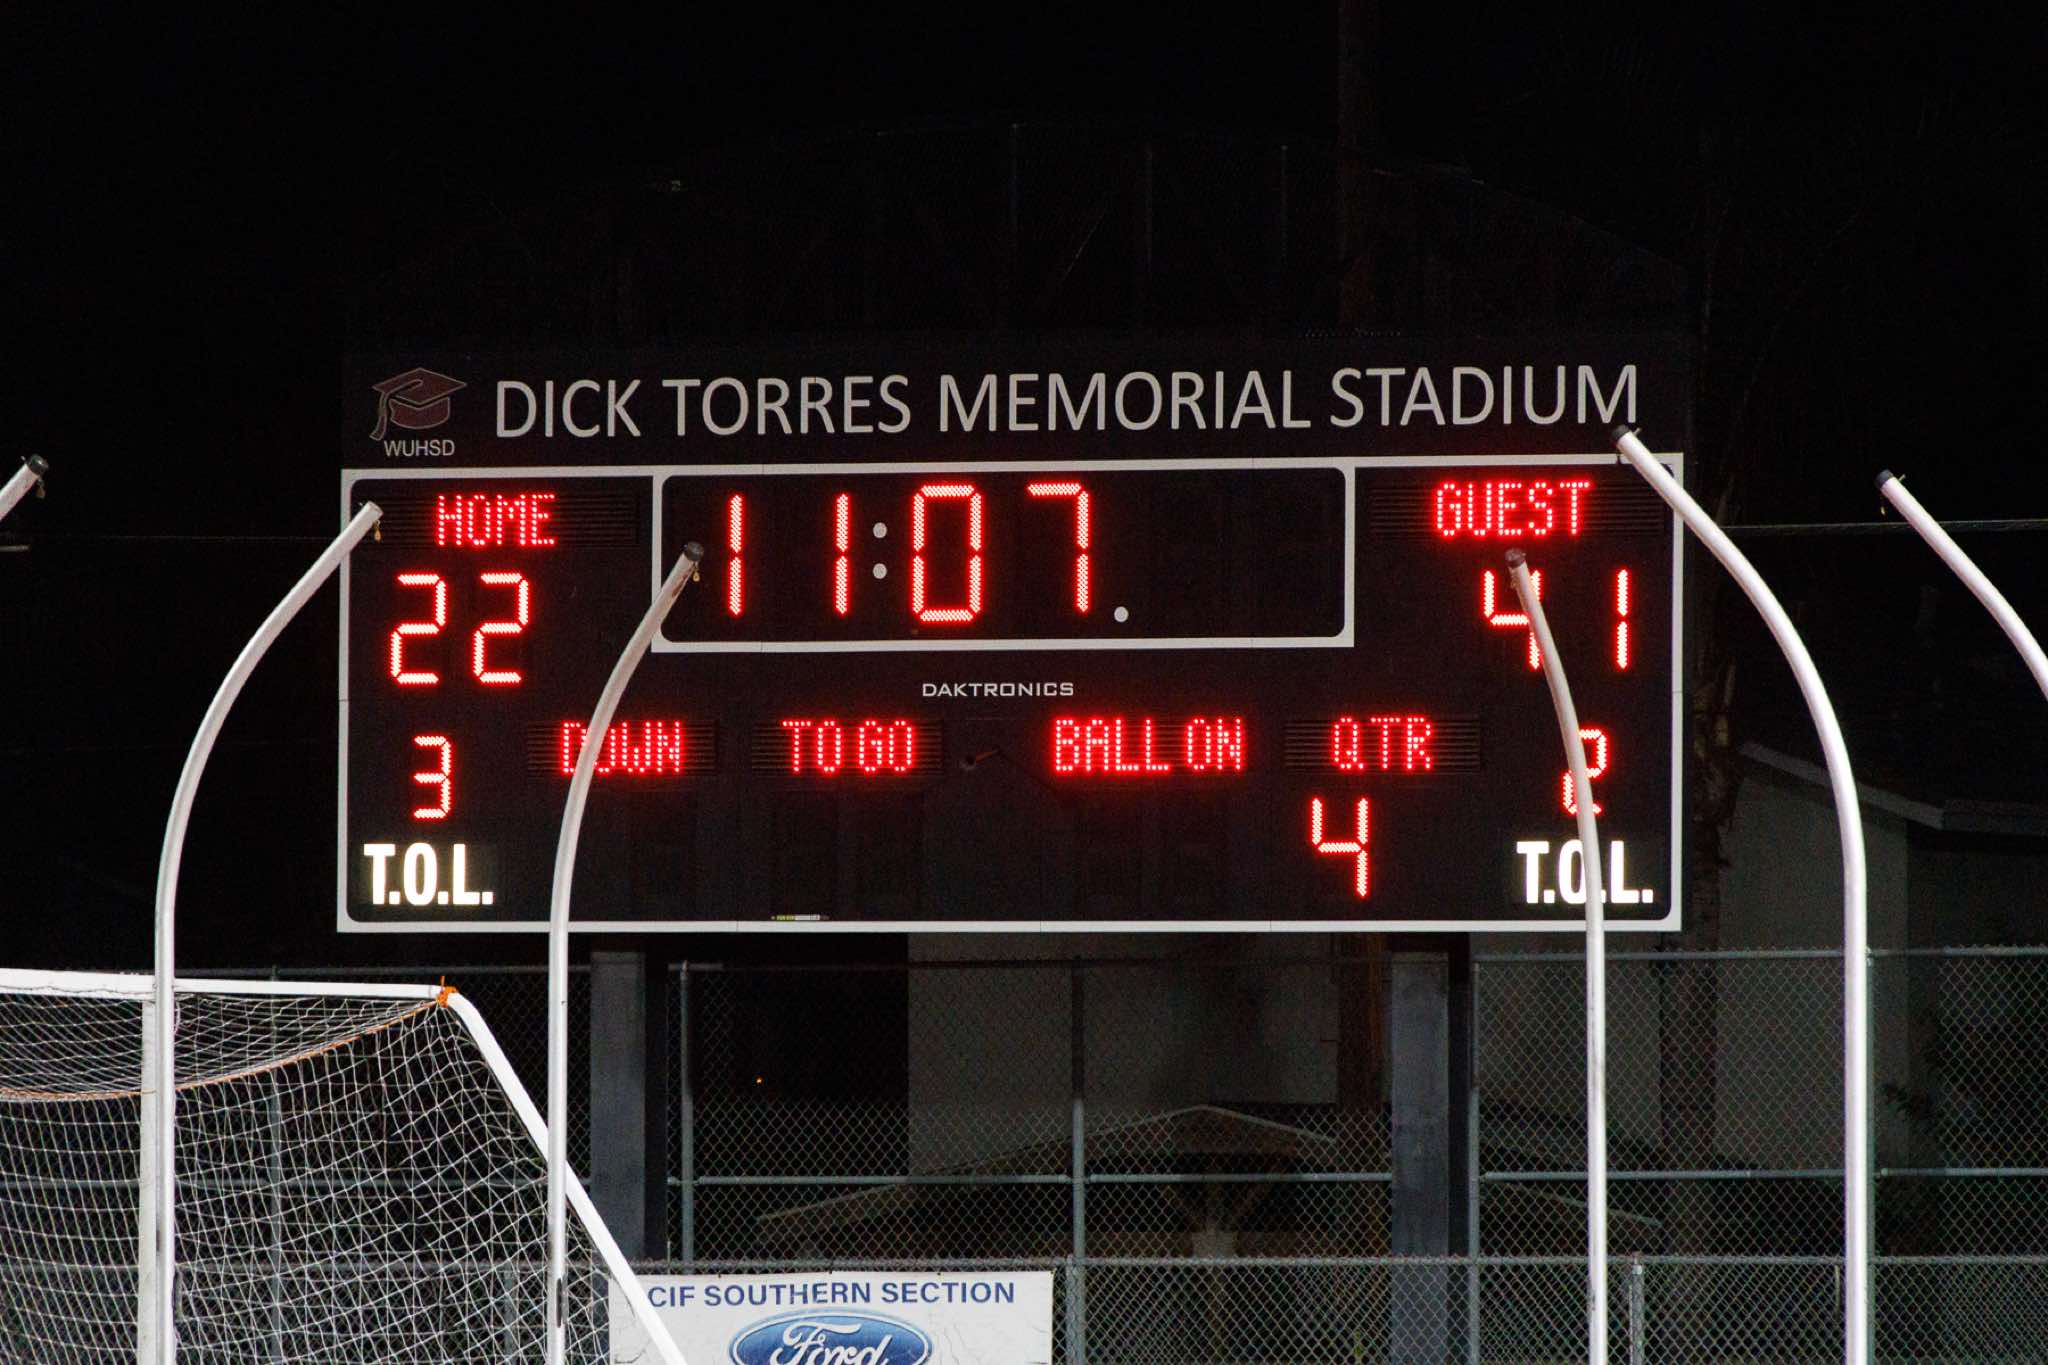 DICK TORRES MEMORIAL STADIUM
WUHSD
HOME
11:07.
GUEST
22
41
DAKTRONICS
DOWN
TO GO
BALL ON
QTR
3
4
2
T.O.L.
T.O.L.
CIF SOUTHERN SECTION
Ford